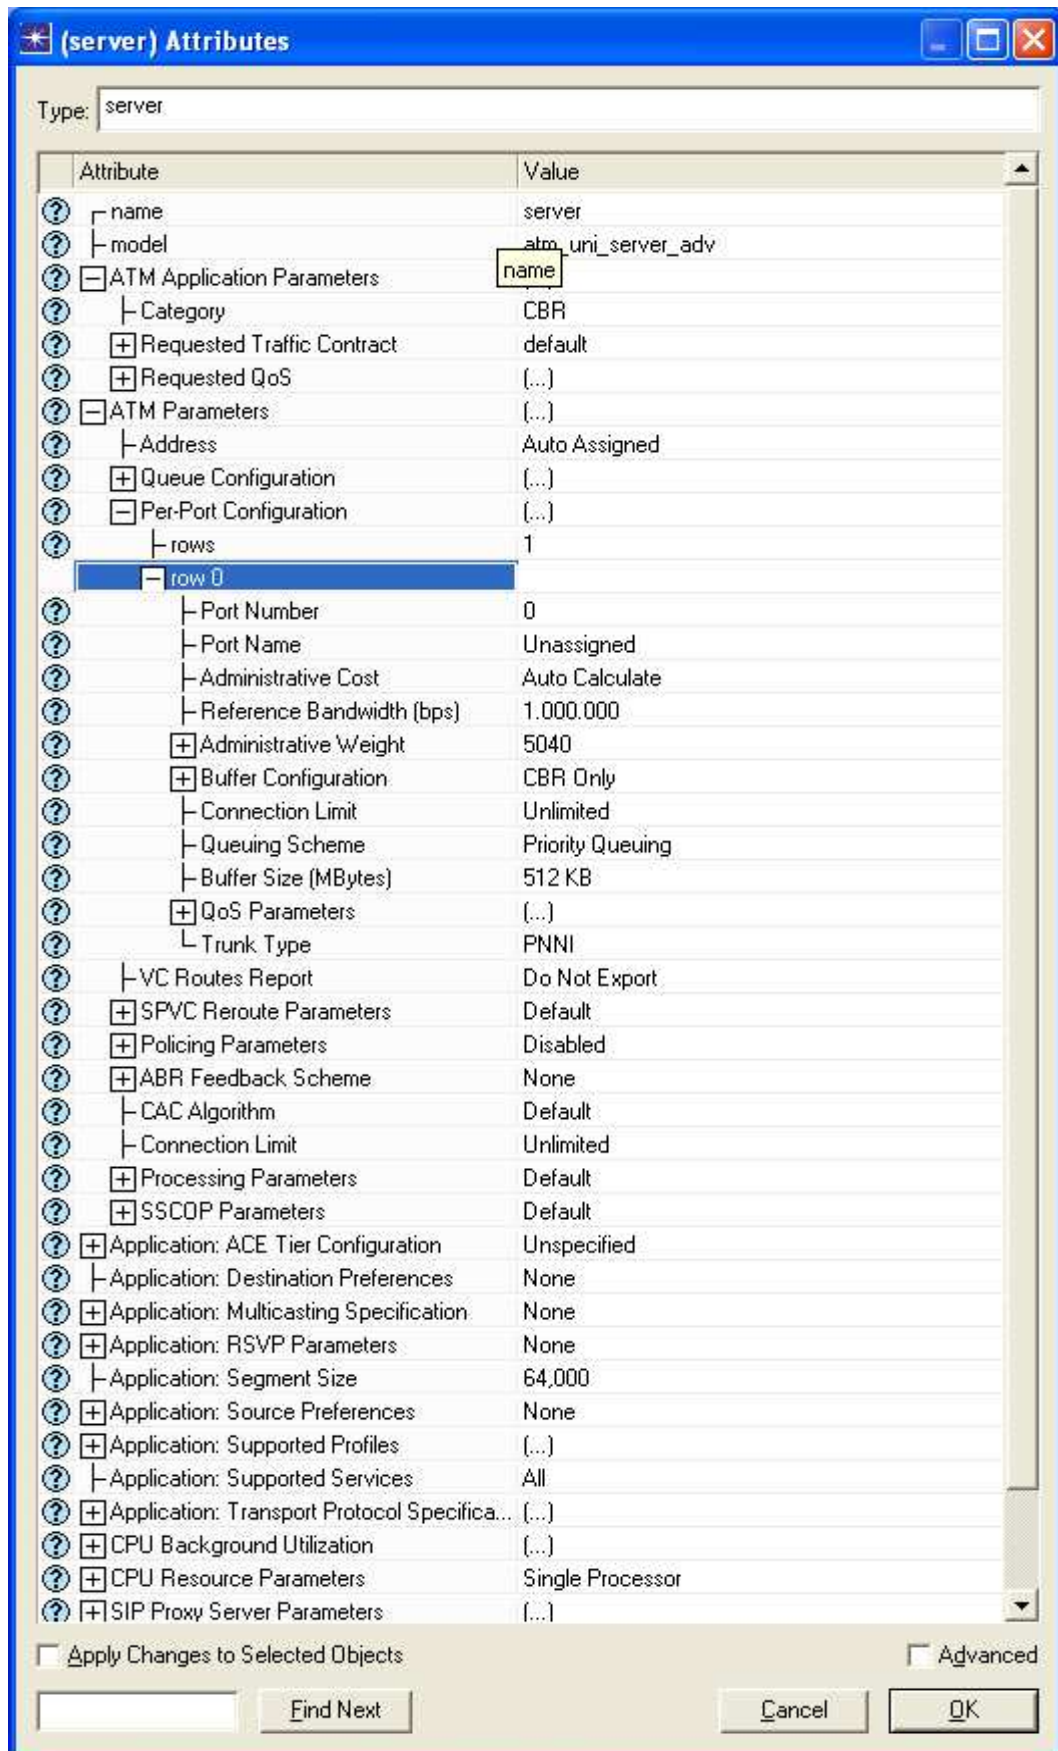 (server) Attributes
Type: server
Attribute Value
name server
model atm_uni_server_adv
name
ATM Application Parameters
Category CBR
Requested Traffic Contract default
Requested QoS (...)
ATM Parameters (...)
Address Auto Assigned
Queue Configuration (...)
Per-Port Configuration (...)
rows 1
row 0
Port Number 0
Port Name Unassigned
Administrative Cost Auto Calculate
Reference Bandwidth (bps) 1.000.000
Administrative Weight 5040
Buffer Configuration CBR Only
Connection Limit Unlimited
Queuing Scheme Priority Queuing
Buffer Size (MBytes) 512 KB
QoS Parameters (...)
Trunk Type PNNI
VC Routes Report Do Not Export
SPVC Reroute Parameters Default
Policing Parameters Disabled
ABR Feedback Scheme None
CAC Algorithm Default
Connection Limit Unlimited
Processing Parameters Default
SSCOP Parameters Default
Application: ACE Tier Configuration Unspecified
Application: Destination Preferences None
Application: Multicasting Specification None
Application: RSVP Parameters None
Application: Segment Size 64,000
Application: Source Preferences None
Application: Supported Profiles (...)
Application: Supported Services All
Application: Transport Protocol Specifica... (...)
CPU Background Utilization (...)
CPU Resource Parameters Single Processor
SIP Proxy Server Parameters (...)
Apply Changes to Selected Objects Advanced
Find Next Cancel OK